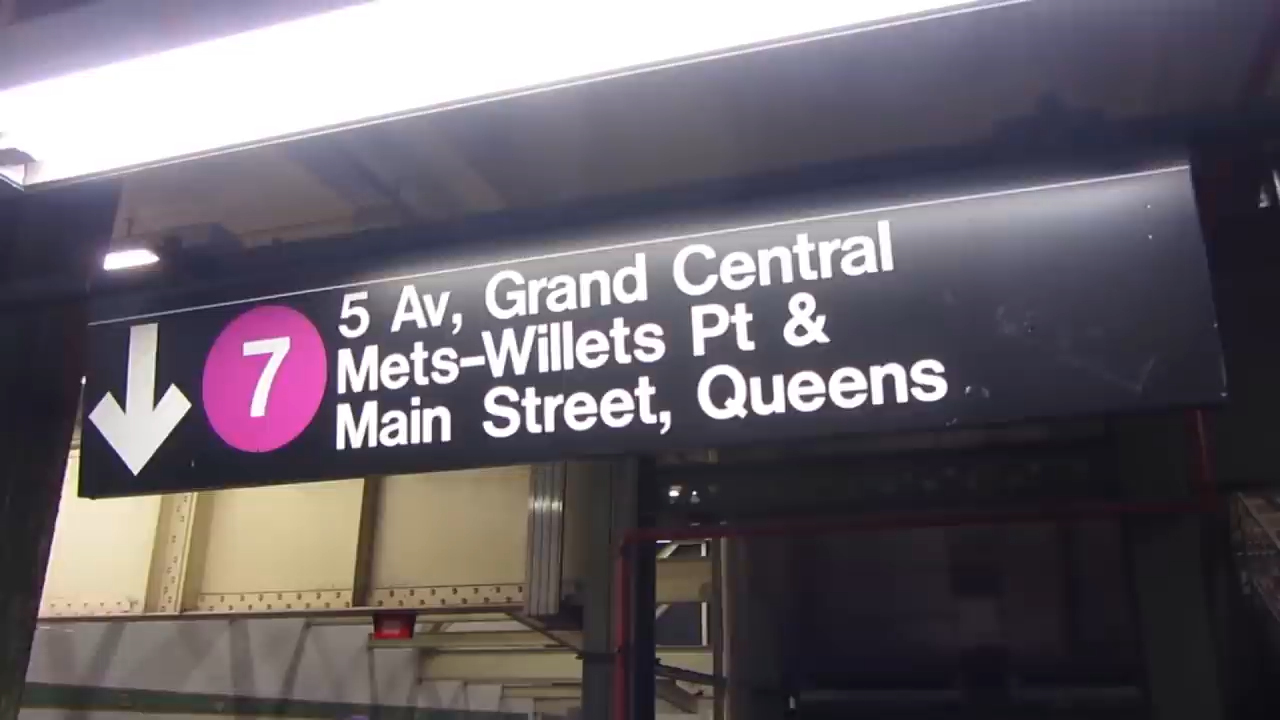 7
5 Av, Grand Central
Mets-Willets Pt &
Main Street, Queens